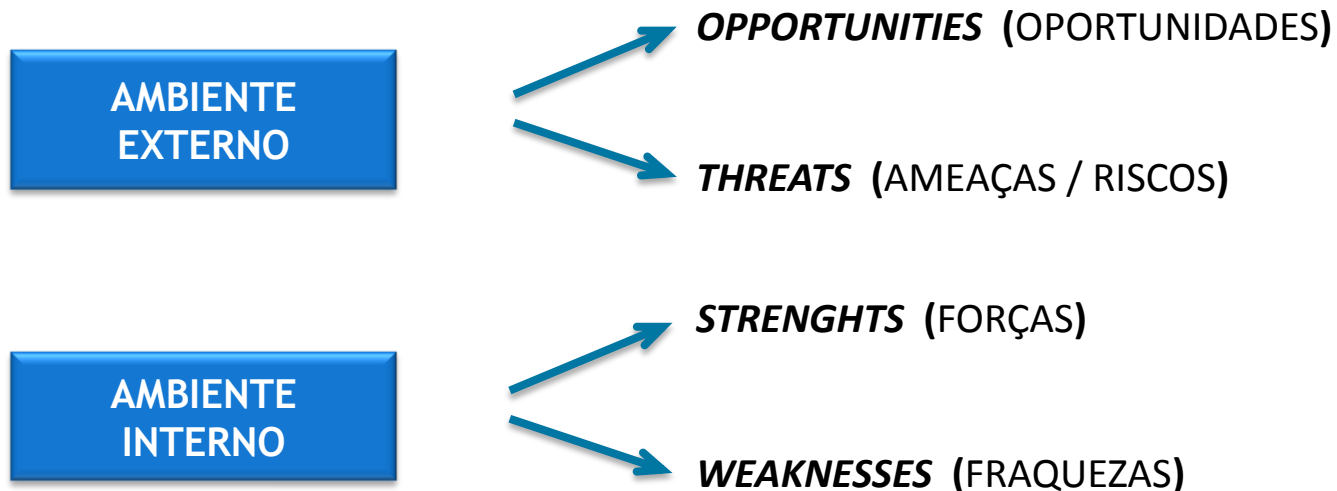 OPPORTUNITIES (OPORTUNIDADES)
AMBIENTE
EXTERNO
THREATS (AMEAÇAS / RISCOS)
STRENGHTS (FORÇAS)
AMBIENTE
INTERNO
WEAKNESSES (FRAQUEZAS)